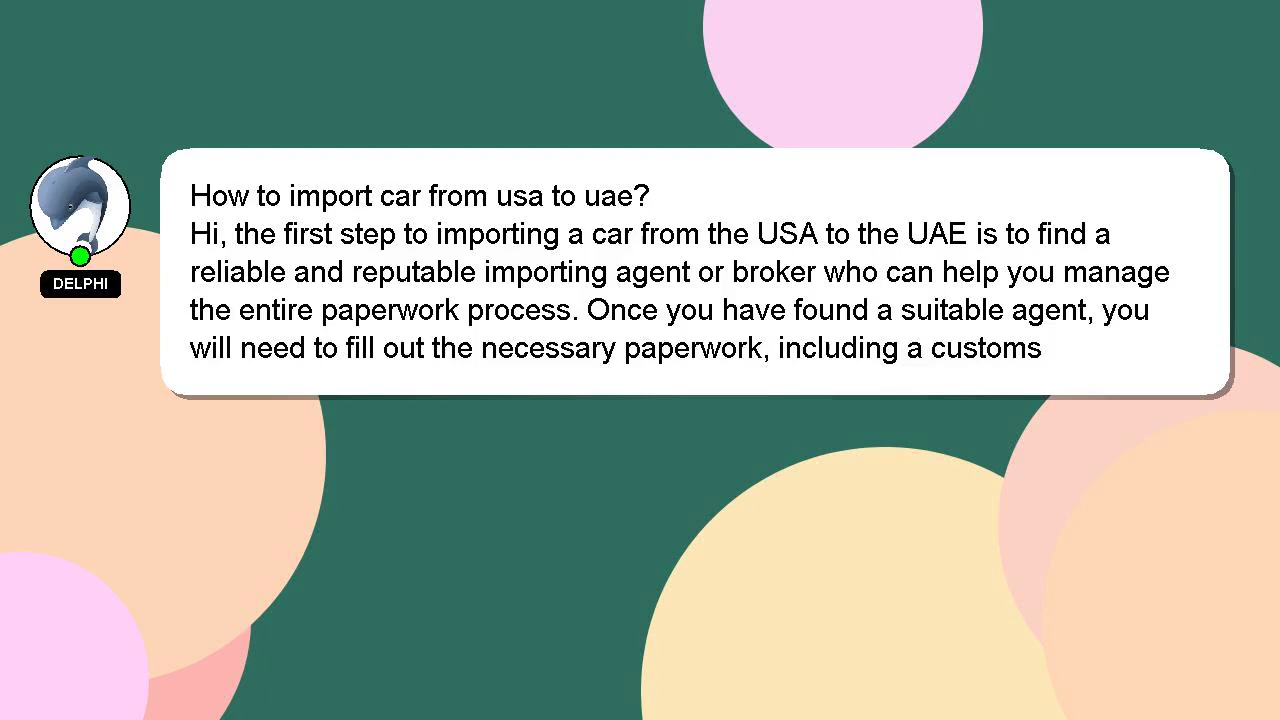 How to import car from usa to uae?
Hi, the first step to importing a car from the USA to the UAE is to find a
reliable and reputable importing agent or broker who can help you manage
the entire paperwork process. Once you have found a suitable agent, you
will need to fill out the necessary paperwork, including a customs
DELPHI